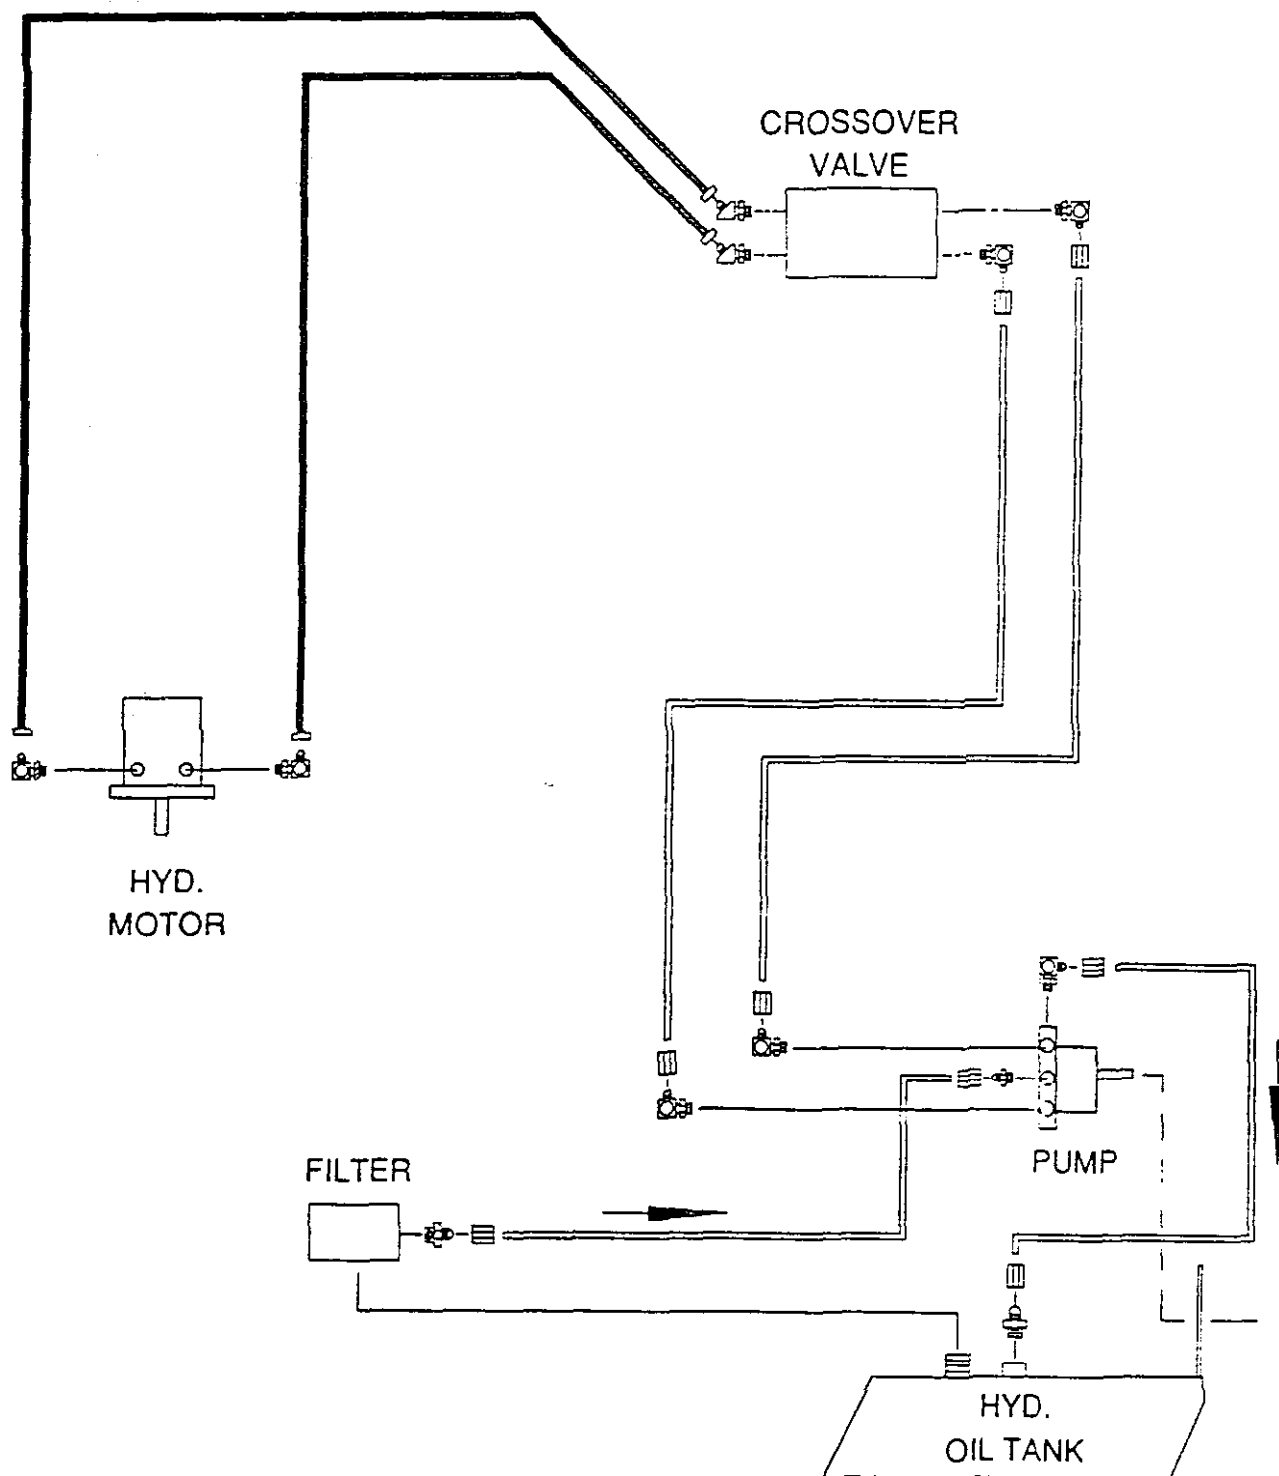 CROSSOVER
VALVE
HYD.
MOTOR
PUMP
FILTER
HYD.
OIL TANK